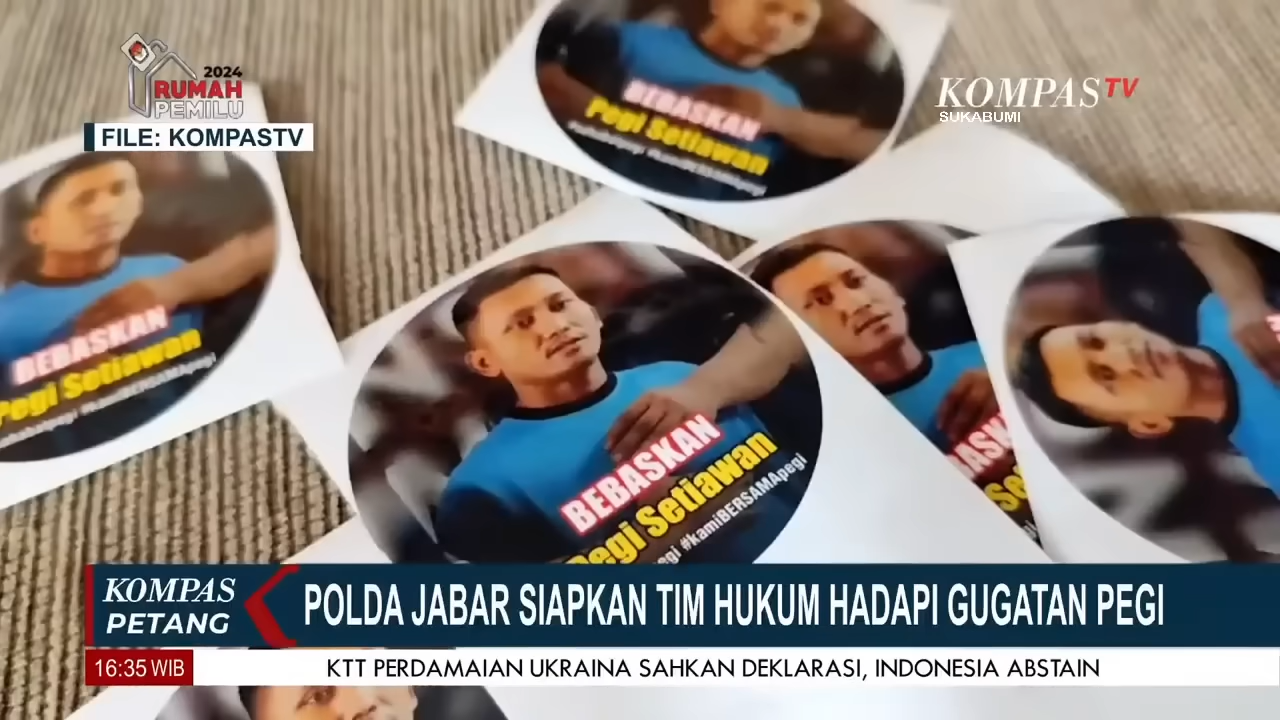 2024
RUMAH
PEMILU
FILE: KOMPASTV
KOMPASTV
SUKABUMI
BEBASKAN
Pegi Setiawan
BEBASKAN
Pegi Setiawan
BEBASKAN
Pegi Setiawan
#kamiBERSAMApegi
KOMPAS
PETANG
POLDA JABAR SIAPKAN TIM HUKUM HADAPI GUGATAN PEGI
16:35 WIB
KTT PERDAMAIAN UKRAINA SAHKAN DEKLARASI, INDONESIA ABSTAIN